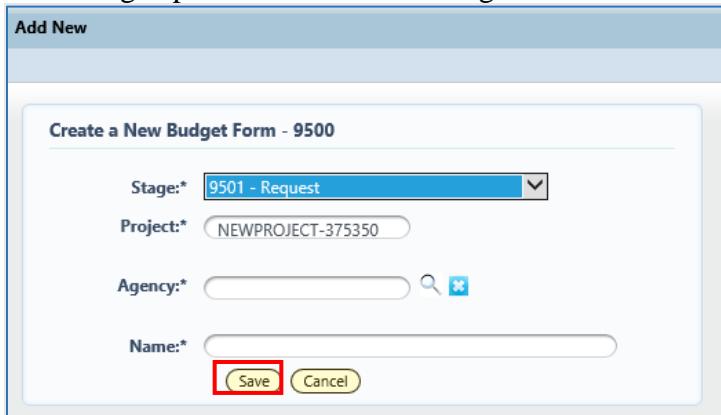 Add New
Create a New Budget Form - 9500
Stage:* 9501 - Request
Project:* NEWPROJECT-375350
Agency:*
Name:*
Save Cancel